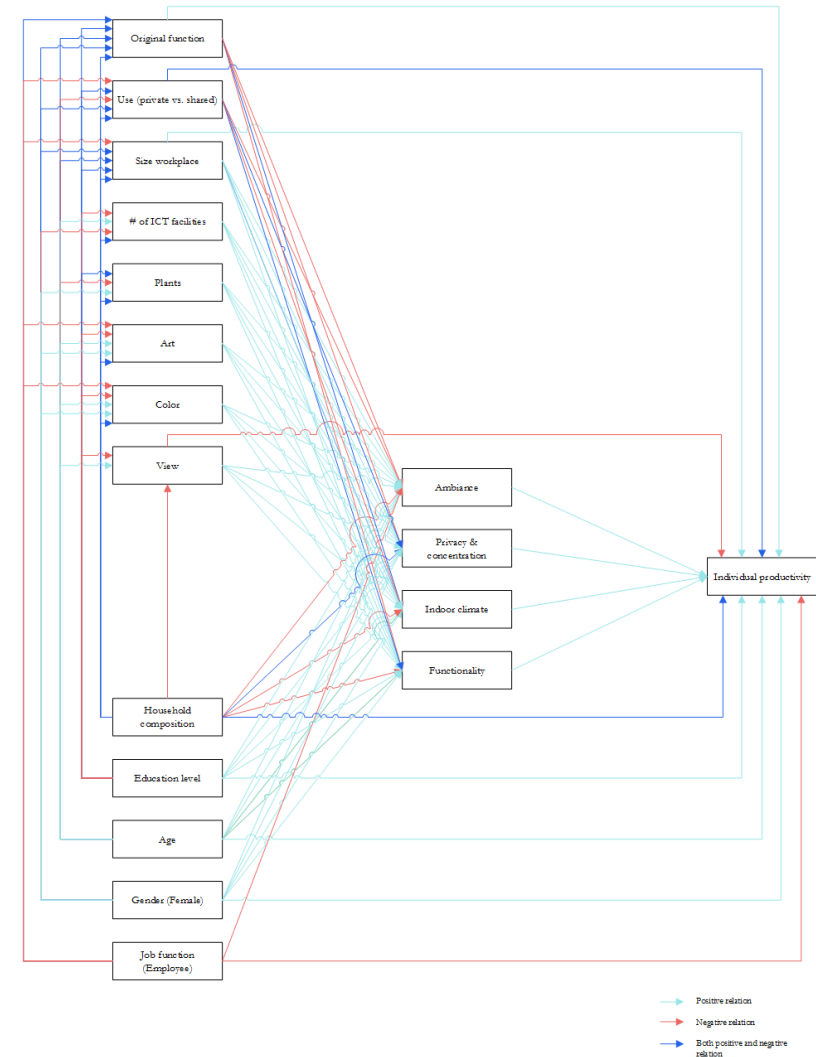 Original function
Use (private vs. shared)
Size workplace
# of ICT facilities
Plants
Art
Color
View
Ambiance
Privacy &
concentration
Individual productivity
Indoor climate
Functionality
Household
composition
Education level
Age
Gender (Female)
Job function
(Employee)
Positive relation
Negative relation
Both positive and negative
relation